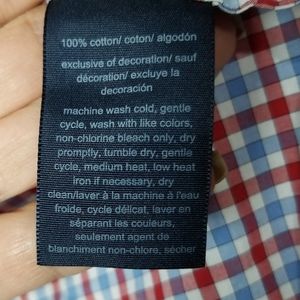 100% cotton/ coton/ algodón
exclusive of decoration/ sauf
décoration/ excluye la
decoración
machine wash cold, gentle
cycle, wash with like colors,
non-chlorine bleach only, dry
promptly, tumble dry, gentle
cycle, medium heat, low heat
iron if necessary, dry
clean/laver à la machine à l'eau
froide, cycle délicat, laver en
séparant les couleurs,
seulement agent de
blanchiment non-chlore, sécher